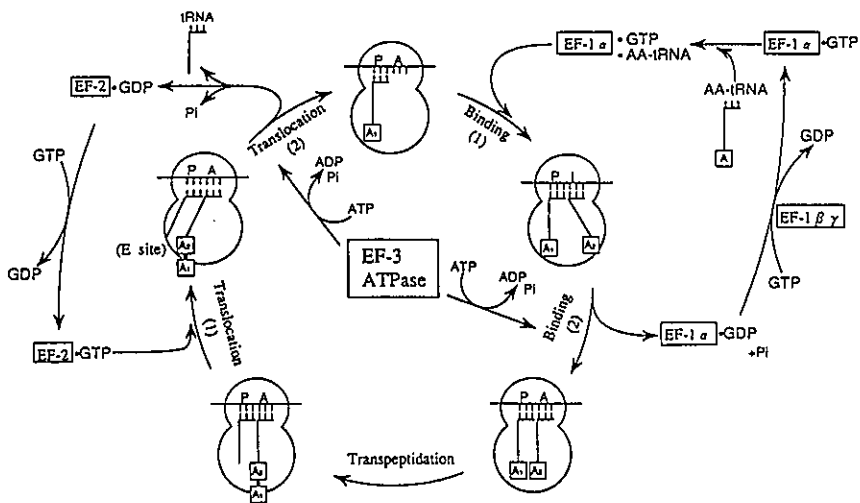 tRNA
EF-2 •GDP
Pi
GTP
GDP
EF-2 •GTP
Translocation
(2)
P A
A₁
Binding
(1)
EF-1 α •GTP
•AA-tRNA
EF-1 α •GTP
AA-tRNA
A
GDP
EF-1 β γ
GTP
EF-1 α •GDP
+Pi
P A
(E site)
A₂
A₁
ADP
Pi
ATP
EF-3
ATPase
ATP
ADP
Pi
P I
A₁
A₂
Binding
(2)
Translocation
(1)
P A
A₂
A₁
Transpeptidation
P A
A₁ A₂